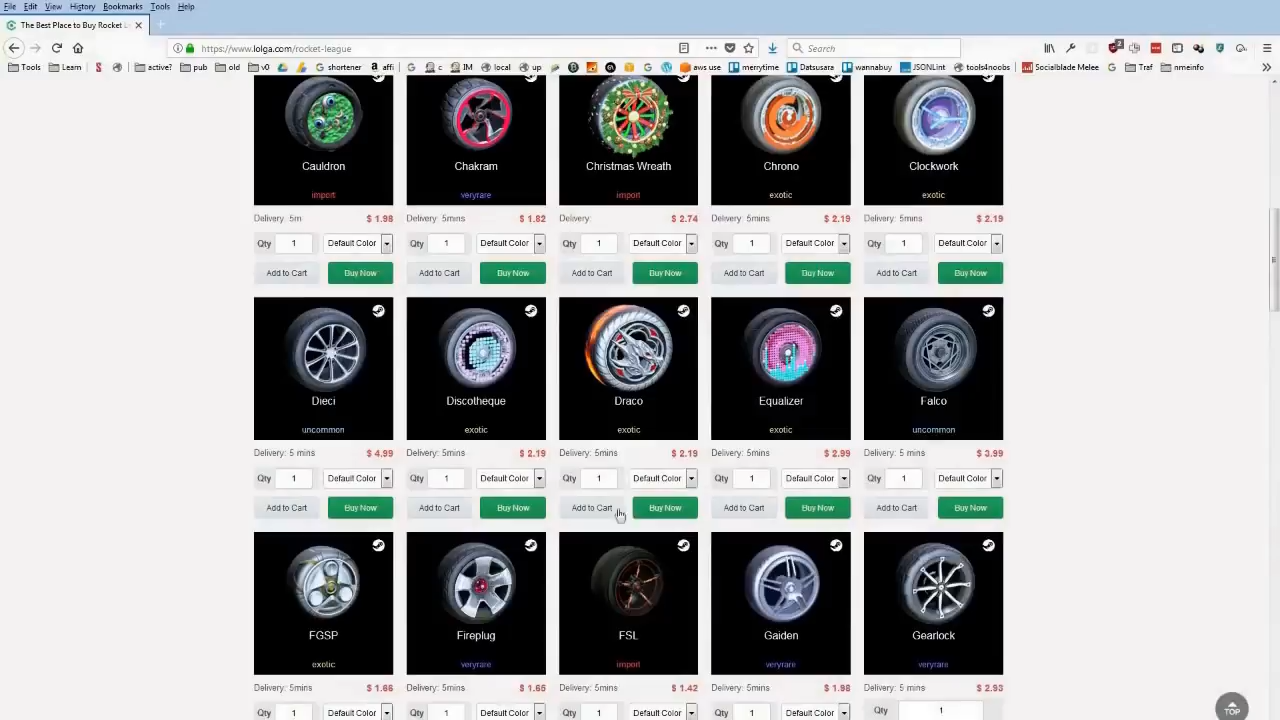 File Edit View History Bookmarks Tools Help
The Best Place to Buy Rocket L
https://www.lolga.com/rocket-league
Search
Tools Learn active? pub old v0 shortener affi c IM local up aws use merrytime Datsusara wannabuy JSONLint tools4noobs Socialblade Melee Traf nmeinfo
Cauldron Chakram Christmas Wreath Chrono Clockwork
import veryrare import exotic exotic
Delivery: 5m $ 1.98 Delivery: 5mins $ 1.82 Delivery: $ 2.74 Delivery: 5mins $ 2.19 Delivery: 5mins $ 2.19
Qty 1 Default Color Qty 1 Default Color Qty 1 Default Color Qty 1 Default Color Qty 1 Default Color
Add to Cart Buy Now Add to Cart Buy Now Add to Cart Buy Now Add to Cart Buy Now Add to Cart Buy Now
Dieci Discotheque Draco Equalizer Falco
uncommon exotic exotic exotic uncommon
Delivery: 5 mins $ 4.99 Delivery: 5mins $ 2.19 Delivery: 5mins $ 2.19 Delivery: 5mins $ 2.99 Delivery: 5 mins $ 3.99
Qty 1 Default Color Qty 1 Default Color Qty 1 Default Color Qty 1 Default Color Qty 1 Default Color
Add to Cart Buy Now Add to Cart Buy Now Add to Cart Buy Now Add to Cart Buy Now Add to Cart Buy Now
FGSP Fireplug FSL Gaiden Gearlock
exotic veryrare import veryrare veryrare
Delivery: 5mins $ 1.66 Delivery: 5mins $ 1.65 Delivery: 5mins $ 1.42 Delivery: 5mins $ 1.98 Delivery: 5mins $ 2.93
Qty 1 Default Color Qty 1 Default Color Qty 1 Default Color Qty 1 Default Color Qty 1
TOP